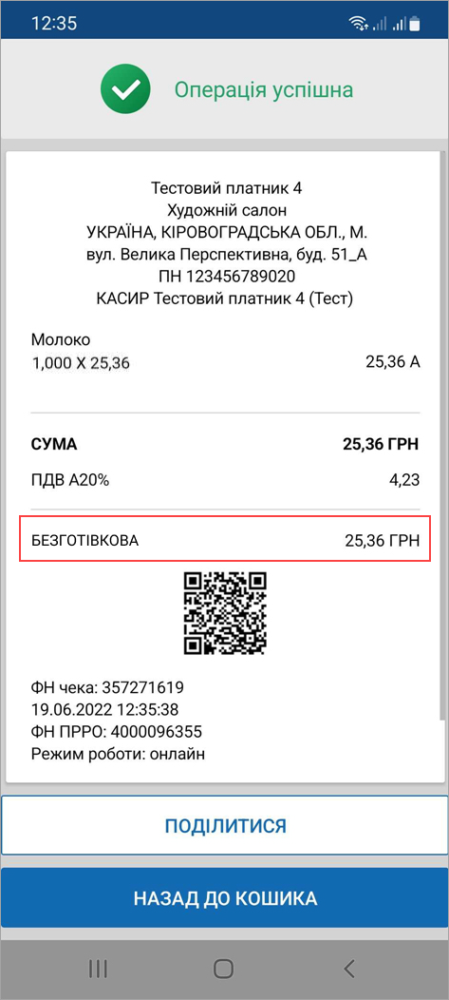 12:35
Операція успішна
Тестовий платник 4
Художній салон
УКРАЇНА, КІРОВОГРАДСЬКА ОБЛ., М.
вул. Велика Перспективна, буд. 51_А
ПН 123456789020
КАСИР Тестовий платник 4 (Тест)
Молоко
1,000 X 25,36 25,36 А
СУМА 25,36 ГРН
ПДВ А20% 4,23
БЕЗГОТІВКОВА 25,36 ГРН
ФН чека: 357271619
19.06.2022 12:35:38
ФН ПРРО: 4000096355
Режим роботи: онлайн
ПОДІЛИТИСЯ
НАЗАД ДО КОШИКА